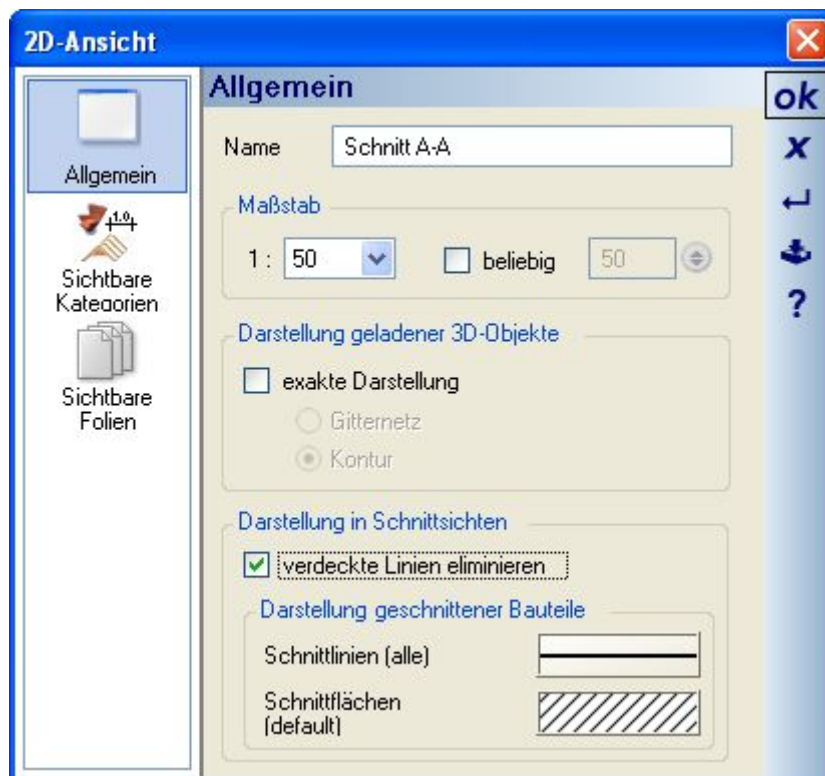 2D-Ansicht
Allgemein
Sichtbare
Kategorien
Sichtbare
Folien
Allgemein
Name Schnitt A-A
Maßstab
1 : 50 beliebig 50
Darstellung geladener 3D-Objekte
exakte Darstellung
Gitternetz
Kontur
Darstellung in Schnittsichten
verdeckte Linien eliminieren
Darstellung geschnittener Bauteile
Schnittlinien (alle)
Schnittflächen
(default)
ok
x
?